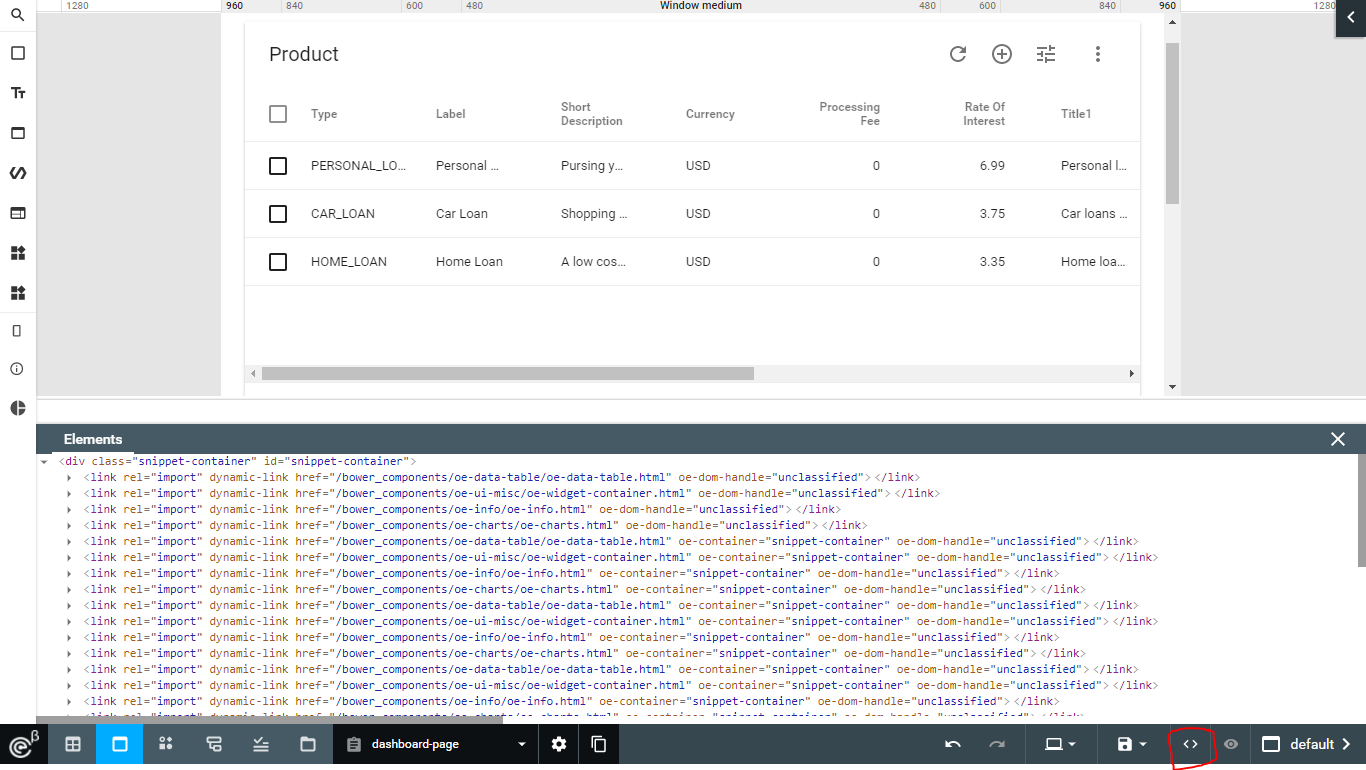 1280 960 840 600 480 Window medium 480 600 840 960 1280
Product
Type Label Short Description Currency Processing Fee Rate Of Interest Title1
PERSONAL_LO... Personal ... Pursing y... USD 0 6.99 Personal l...
CAR_LOAN Car Loan Shopping ... USD 0 3.75 Car loans ...
HOME_LOAN Home Loan A low cos... USD 0 3.35 Home loa...
Elements
<div class="snippet-container" id="snippet-container">
<link rel="import" dynamic-link href="/bower_components/oe-data-table/oe-data-table.html" oe-dom-handle="unclassified"></link>
<link rel="import" dynamic-link href="/bower_components/oe-ui-misc/oe-widget-container.html" oe-dom-handle="unclassified"></link>
<link rel="import" dynamic-link href="/bower_components/oe-info/oe-info.html" oe-dom-handle="unclassified"></link>
<link rel="import" dynamic-link href="/bower_components/oe-charts/oe-charts.html" oe-dom-handle="unclassified"></link>
<link rel="import" dynamic-link href="/bower_components/oe-data-table/oe-data-table.html" oe-container="snippet-container" oe-dom-handle="unclassified"></link>
<link rel="import" dynamic-link href="/bower_components/oe-ui-misc/oe-widget-container.html" oe-container="snippet-container" oe-dom-handle="unclassified"></link>
<link rel="import" dynamic-link href="/bower_components/oe-info/oe-info.html" oe-container="snippet-container" oe-dom-handle="unclassified"></link>
<link rel="import" dynamic-link href="/bower_components/oe-charts/oe-charts.html" oe-container="snippet-container" oe-dom-handle="unclassified"></link>
<link rel="import" dynamic-link href="/bower_components/oe-data-table/oe-data-table.html" oe-container="snippet-container" oe-dom-handle="unclassified"></link>
<link rel="import" dynamic-link href="/bower_components/oe-ui-misc/oe-widget-container.html" oe-container="snippet-container" oe-dom-handle="unclassified"></link>
<link rel="import" dynamic-link href="/bower_components/oe-info/oe-info.html" oe-container="snippet-container" oe-dom-handle="unclassified"></link>
<link rel="import" dynamic-link href="/bower_components/oe-charts/oe-charts.html" oe-container="snippet-container" oe-dom-handle="unclassified"></link>
<link rel="import" dynamic-link href="/bower_components/oe-data-table/oe-data-table.html" oe-container="snippet-container" oe-dom-handle="unclassified"></link>
<link rel="import" dynamic-link href="/bower_components/oe-ui-misc/oe-widget-container.html" oe-container="snippet-container" oe-dom-handle="unclassified"></link>
<link rel="import" dynamic-link href="/bower_components/oe-info/oe-info.html" oe-container="snippet-container" oe-dom-handle="unclassified"></link>
dashboard-page default